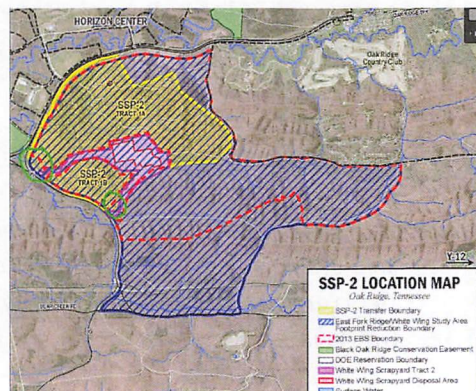 HORIZON CENTER
Oak Ridge
Country Club
SSP-2
TRACT 1A
SSP-2
TRACT 1B
Y-12
SSP-2 LOCATION MAP
Oak Ridge, Tennessee
SSP-2 Transfer Boundary
East Fork Ridge/White Wing Study Area
Footprint Reduction Boundary
2013 EBS Boundary
Black Oak Ridge Conservation Easement
DOE Reservation Boundary
White Wing Scrapyard Tract 2
White Wing Scrapyard Disposal Area
Surface Water